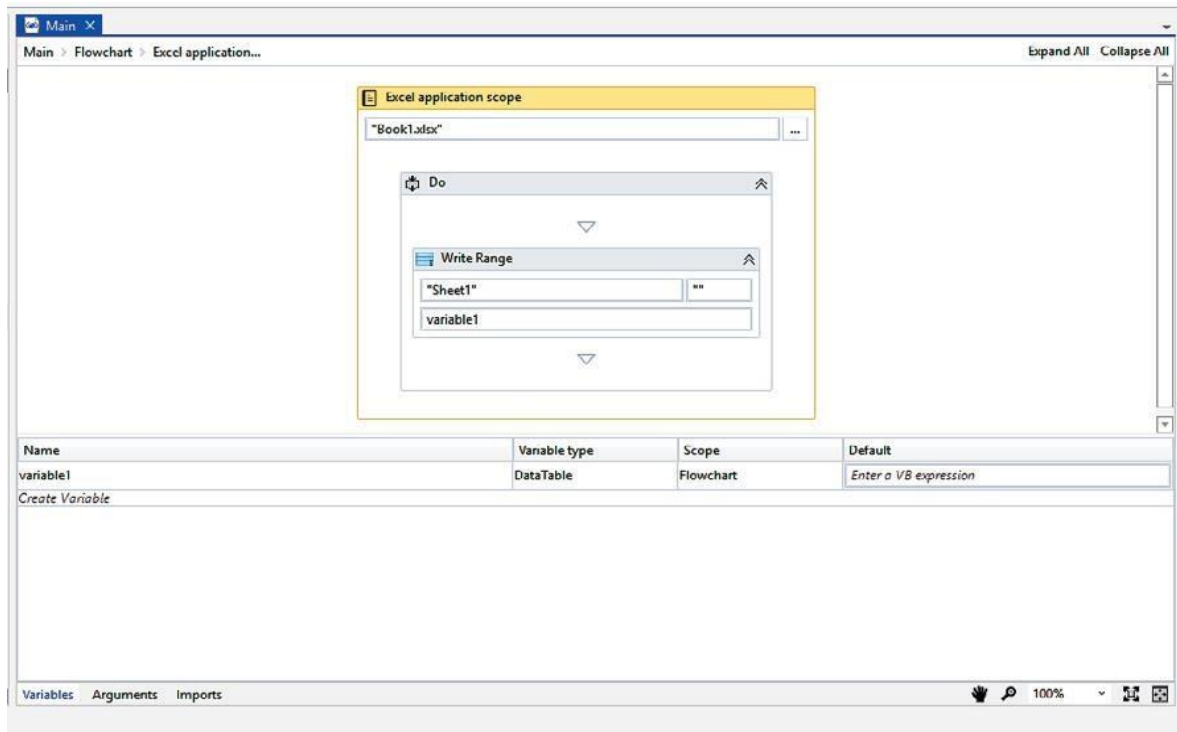 Main
Main > Flowchart > Excel application... Expand All Collapse All
Excel application scope
"Book1.xlsx" ...
Do
Write Range
"Sheet1" ""
variable1
Name Variable type Scope Default
variable1 DataTable Flowchart Enter a VB expression
Create Variable
Variables Arguments Imports 100%